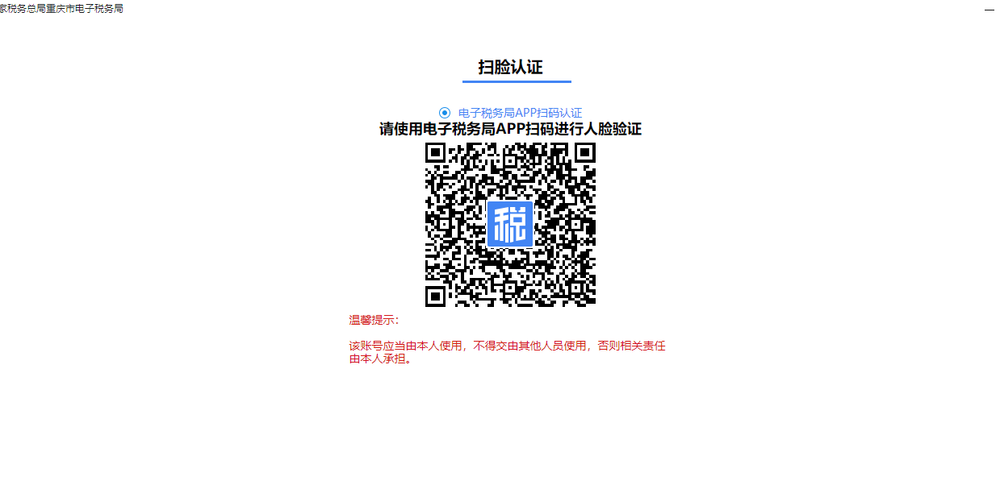 家税务总局重庆市电子税务局
扫脸认证
电子税务局APP扫码认证
请使用电子税务局APP扫码进行人脸验证
税
温馨提示：
该账号应当由本人使用，不得交由其他人员使用，否则相关责任
由本人承担。